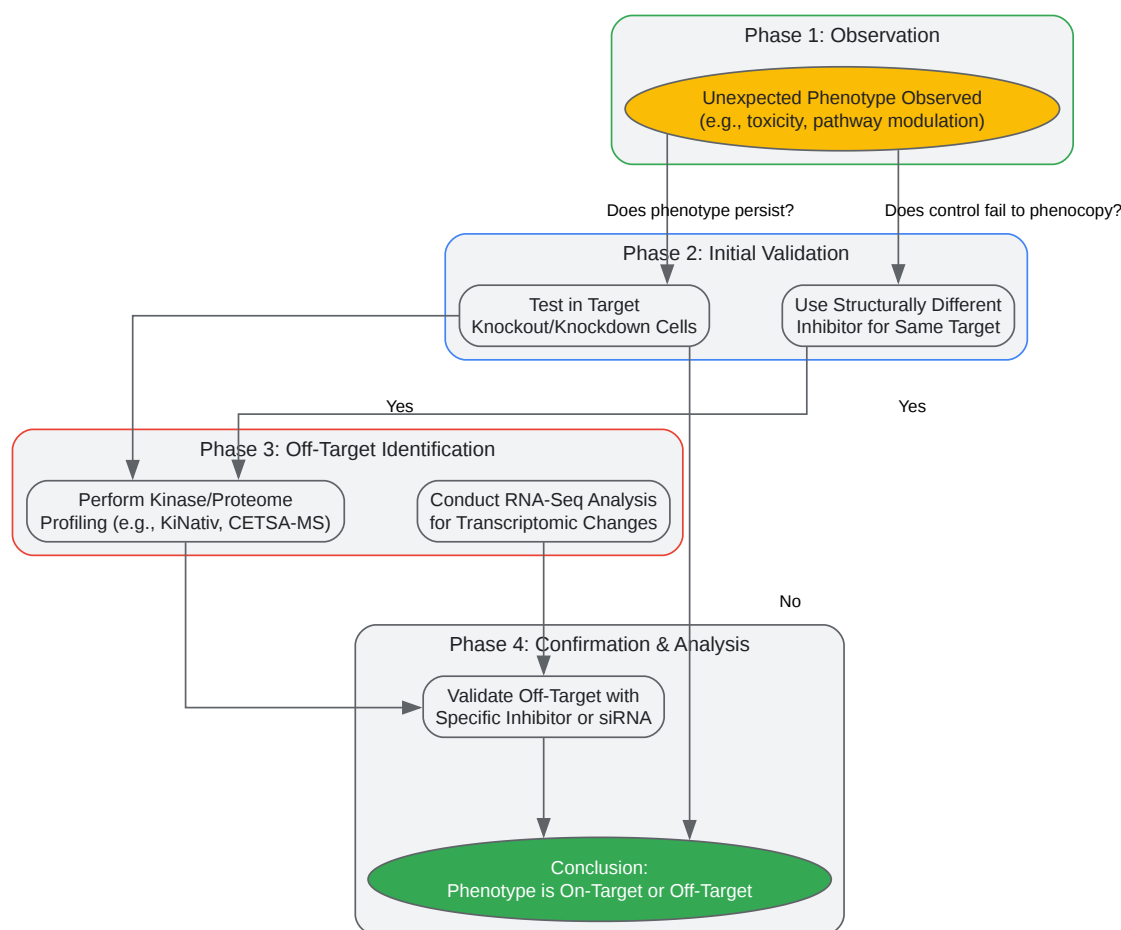 Phase 1: Observation
Unexpected Phenotype Observed
(e.g., toxicity, pathway modulation)
Does phenotype persist?
Does control fail to phenocopy?
Phase 2: Initial Validation
Test in Target
Knockout/Knockdown Cells
Use Structurally Different
Inhibitor for Same Target
Yes
Yes
Phase 3: Off-Target Identification
Perform Kinase/Proteome
Profiling (e.g., KiNativ, CETSA-MS)
Conduct RNA-Seq Analysis
for Transcriptomic Changes
No
Phase 4: Confirmation & Analysis
Validate Off-Target with
Specific Inhibitor or siRNA
Conclusion:
Phenotype is On-Target or Off-Target